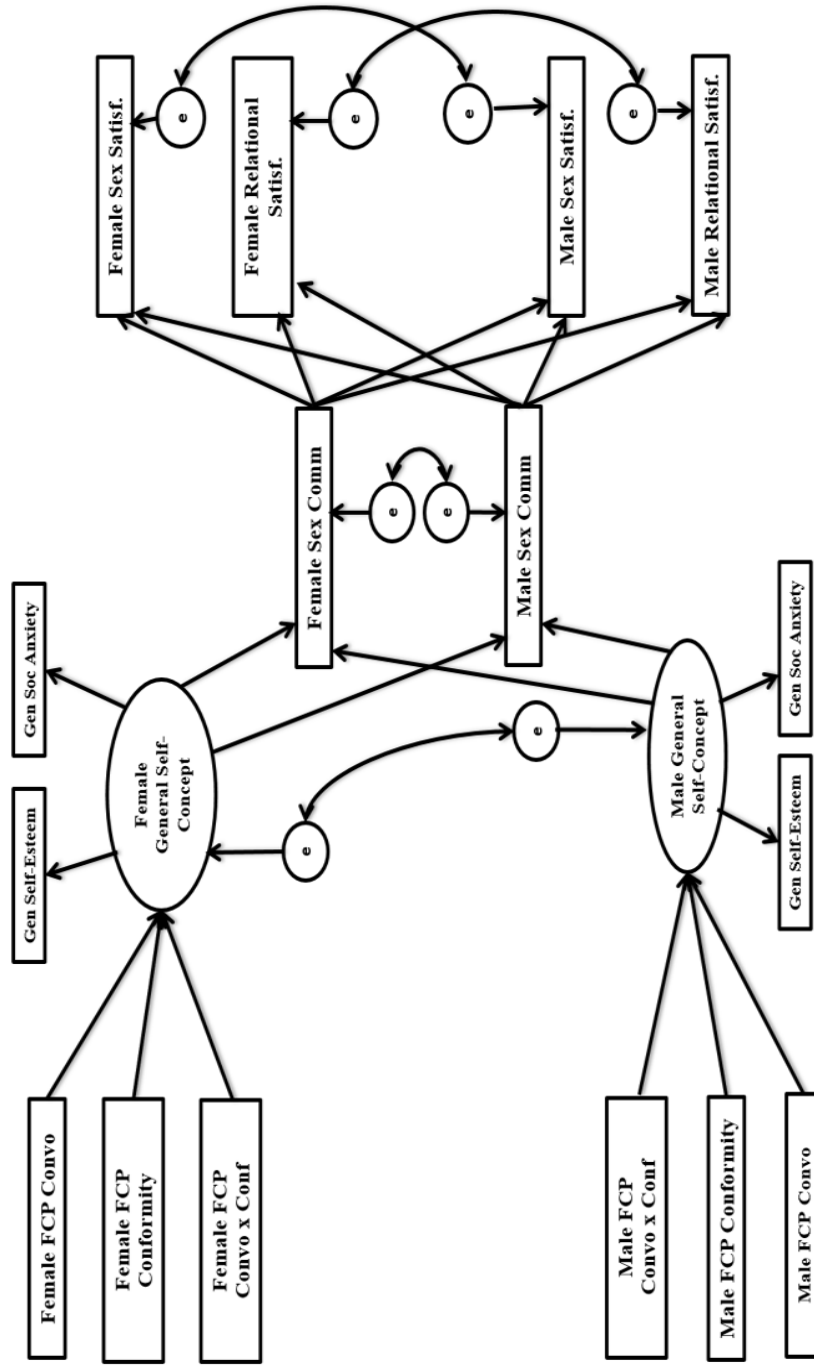 Female FCP Convo
Female FCP
Conformity
Female FCP
Convo x Conf
Male FCP
Convo x Conf
Male FCP Conformity
Male FCP Convo
Gen Self-Esteem
Gen Soc Anxiety
Female
General Self-
Concept
e
e
Male General
Self-Concept
Gen Self-Esteem
Gen Soc Anxiety
Female Sex Comm
e
e
Male Sex Comm
Female Sex Satisf.
e
Female Relational
Satisf.
e
e
Male Sex Satisf.
e
Male Relational Satisf.